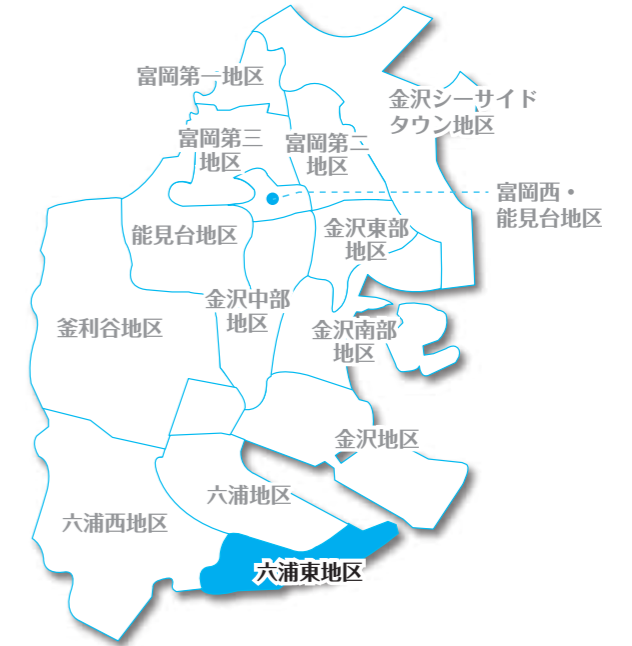 富岡第一地区
金沢シーサイド
タウン地区
富岡第三
地区
富岡第二
地区
富岡西・
能見台地区
能見台地区
金沢東部
地区
金沢中部
地区
釜利谷地区
金沢南部
地区
金沢地区
六浦地区
六浦西地区
六浦東地区